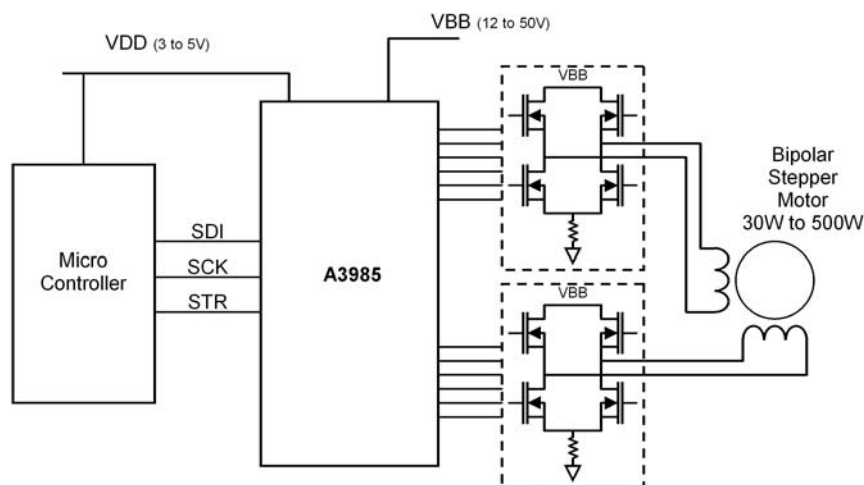 VDD (3 to 5V)
VBB (12 to 50V)
VBB
Micro
Controller
SDI
SCK
STR
A3985
Bipolar
Stepper
Motor
30W to 500W
VBB